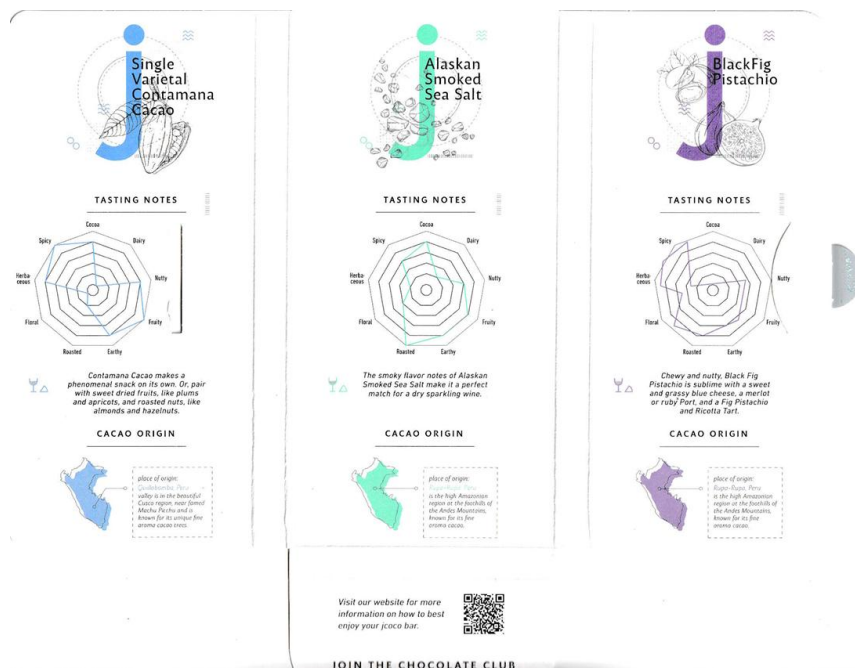 Single
Varietal
Contamana
Cacao
TASTING NOTES
Cocoa
Spicy
Dairy
Herba
ceous
Nutty
Floral
Fruity
Roasted
Earthy
Contamana Cacao makes a
phenomenal snack on its own. Or, pair
with sweet dried fruits, like plums
and apricots, and roasted nuts, like
almonds and hazelnuts.
CACAO ORIGIN
place of origin:
Peru
valley is in the beautiful
Cusco region, near famed
Machu Picchu and is
known for its unique fine
aroma cacao trees.
Alaskan
Smoked
Sea Salt
TASTING NOTES
Cocoa
Spicy
Dairy
Herba
ceous
Nutty
Floral
Fruity
Roasted
Earthy
The smoky flavor notes of Alaskan
Smoked Sea Salt make it a perfect
match for a dry sparkling wine.
CACAO ORIGIN
place of origin:
Peru
is the high Amazonian
region at the foothills of
the Andes Mountains,
known for its fine
aroma cacao.
BlackFig
Pistachio
TASTING NOTES
Cocoa
Spicy
Dairy
Herba
ceous
Nutty
Floral
Fruity
Roasted
Earthy
Chewy and nutty, Black Fig
Pistachio is sublime with a sweet
and grassy blue cheese, a merlot
or ruby Port, and a Fig Pistachio
and Ricotta Tart.
CACAO ORIGIN
place of origin:
Rupa-Rupa, Peru
is the high Amazonian
region at the foothills of
the Andes Mountains,
known for its fine
aroma cacao.
Visit our website for more
information on how to best
enjoy your jcoco bar.
JOIN THE CHOCOLATE CLUB